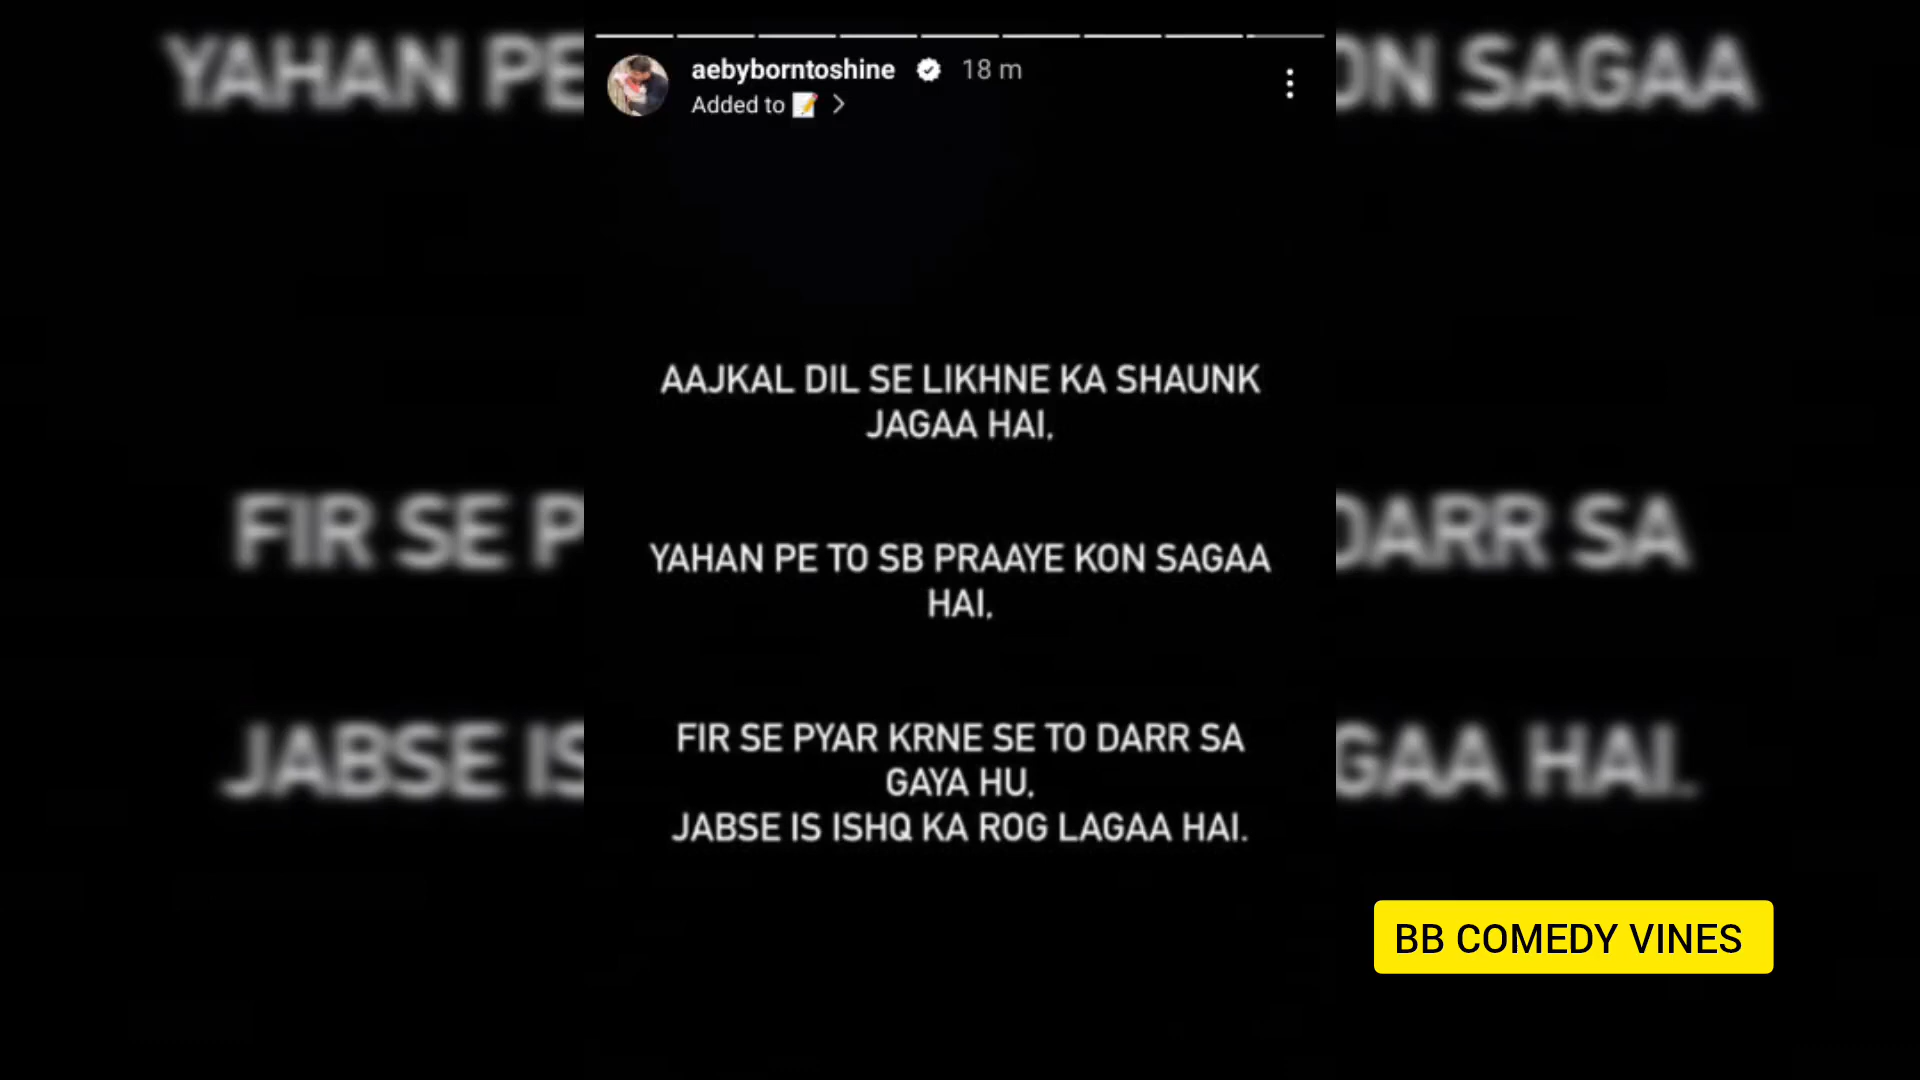 aebyborntoshine 18 m
Added to 📝 >
AAJKAL DIL SE LIKHNE KA SHAUNK
JAGAA HAI,
YAHAN PE TO SB PRAAYE KON SAGAA
HAI,
FIR SE PYAR KRNE SE TO DARR SA
GAYA HU,
JABSE IS ISHQ KA ROG LAGAA HAI.
BB COMEDY VINES